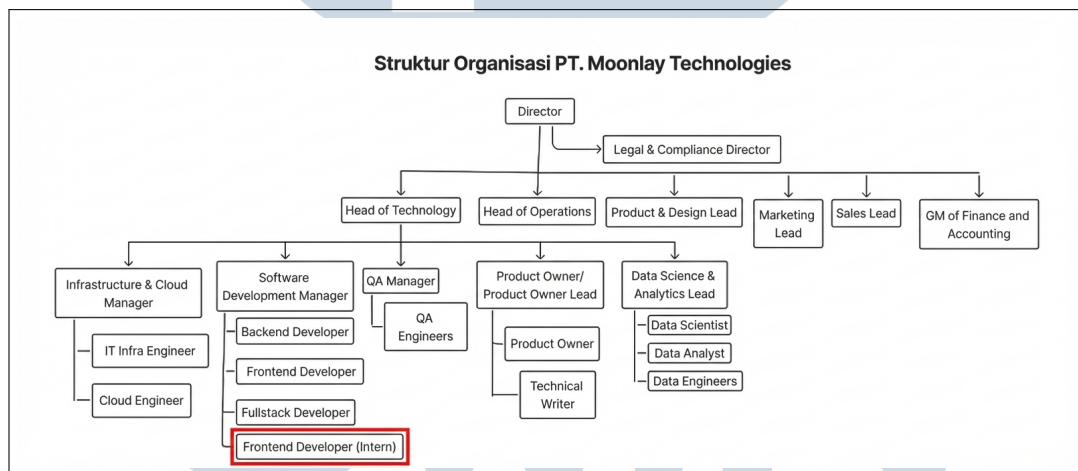 Struktur Organisasi PT. Moonlay Technologies
Director
Legal & Compliance Director
Head of Technology
Head of Operations
Product & Design Lead
Marketing
Lead
Sales Lead
GM of Finance and
Accounting
Infrastructure & Cloud
Manager
IT Infra Engineer
Cloud Engineer
Software
Development Manager
Backend Developer
Frontend Developer
Fullstack Developer
Frontend Developer (Intern)
QA Manager
QA
Engineers
Product Owner/
Product Owner Lead
Product Owner
Technical
Writer
Data Science &
Analytics Lead
Data Scientist
Data Analyst
Data Engineers